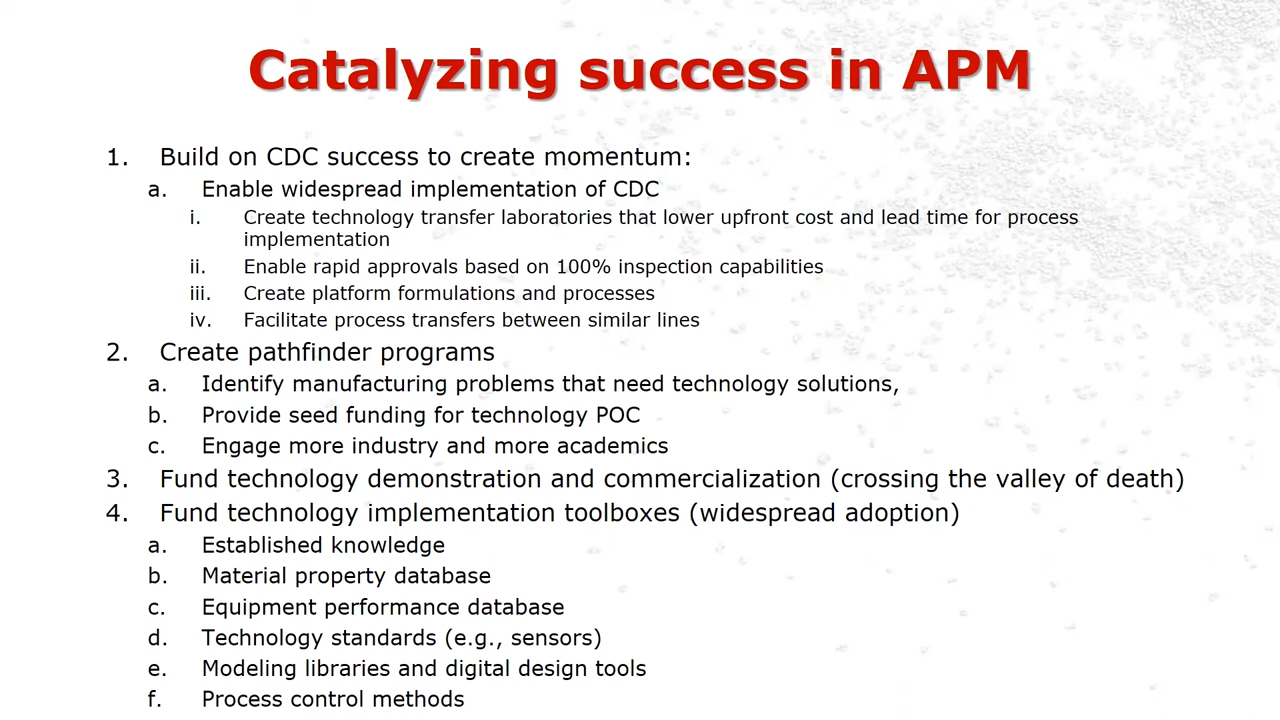 Catalyzing success in APM
1. Build on CDC success to create momentum:
a. Enable widespread implementation of CDC
i. Create technology transfer laboratories that lower upfront cost and lead time for process
implementation
ii. Enable rapid approvals based on 100% inspection capabilities
iii. Create platform formulations and processes
iv. Facilitate process transfers between similar lines
2. Create pathfinder programs
a. Identify manufacturing problems that need technology solutions,
b. Provide seed funding for technology POC
c. Engage more industry and more academics
3. Fund technology demonstration and commercialization (crossing the valley of death)
4. Fund technology implementation toolboxes (widespread adoption)
a. Established knowledge
b. Material property database
c. Equipment performance database
d. Technology standards (e.g., sensors)
e. Modeling libraries and digital design tools
f. Process control methods